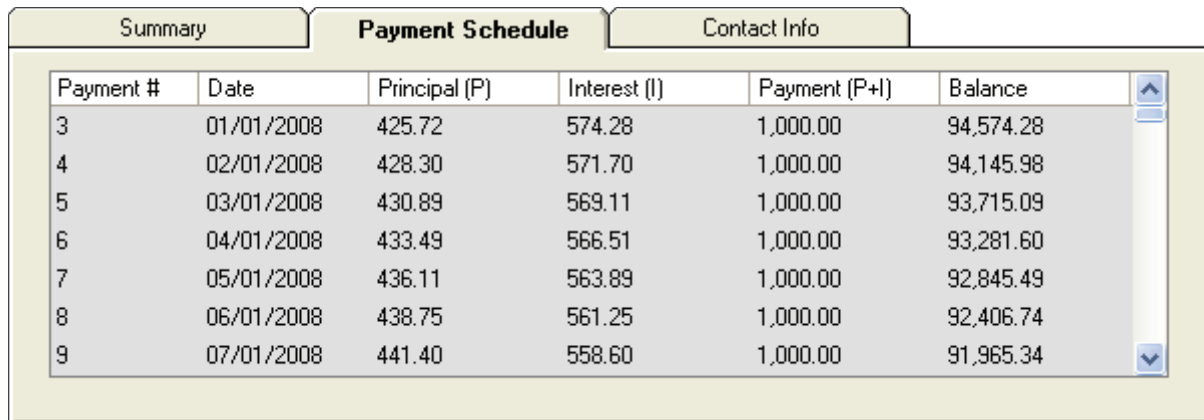 Summary Payment Schedule Contact Info
Payment # Date Principal (P) Interest (I) Payment (P+I) Balance
3 01/01/2008 425.72 574.28 1,000.00 94,574.28
4 02/01/2008 428.30 571.70 1,000.00 94,145.98
5 03/01/2008 430.89 569.11 1,000.00 93,715.09
6 04/01/2008 433.49 566.51 1,000.00 93,281.60
7 05/01/2008 436.11 563.89 1,000.00 92,845.49
8 06/01/2008 438.75 561.25 1,000.00 92,406.74
9 07/01/2008 441.40 558.60 1,000.00 91,965.34